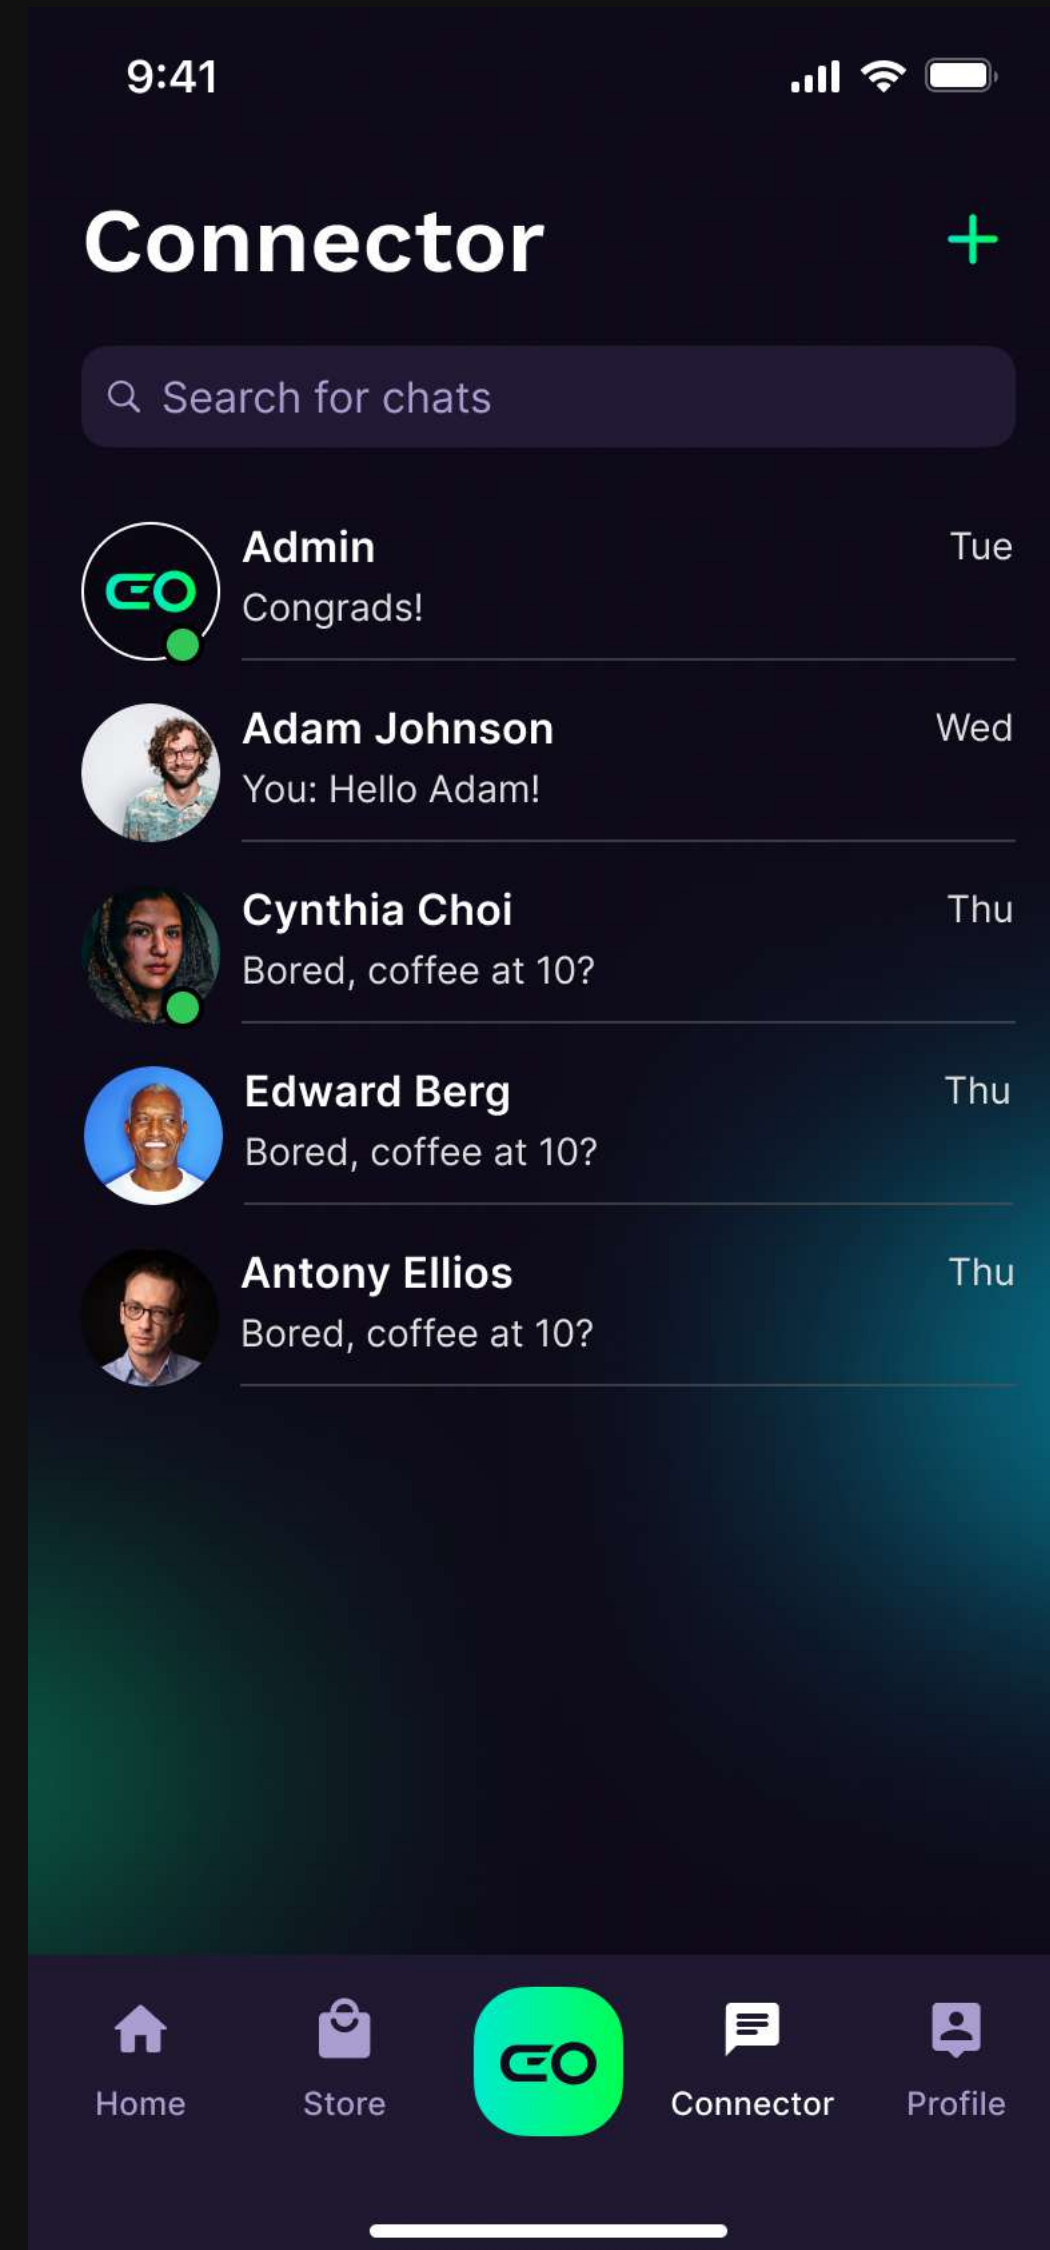 9:41
Connector
Search for chats
Admin
Tue
Congrads!
Adam Johnson
Wed
You: Hello Adam!
Cynthia Choi
Thu
Bored, coffee at 10?
Edward Berg
Thu
Bored, coffee at 10?
Antony Ellios
Thu
Bored, coffee at 10?
Home
Store
Connector
Profile